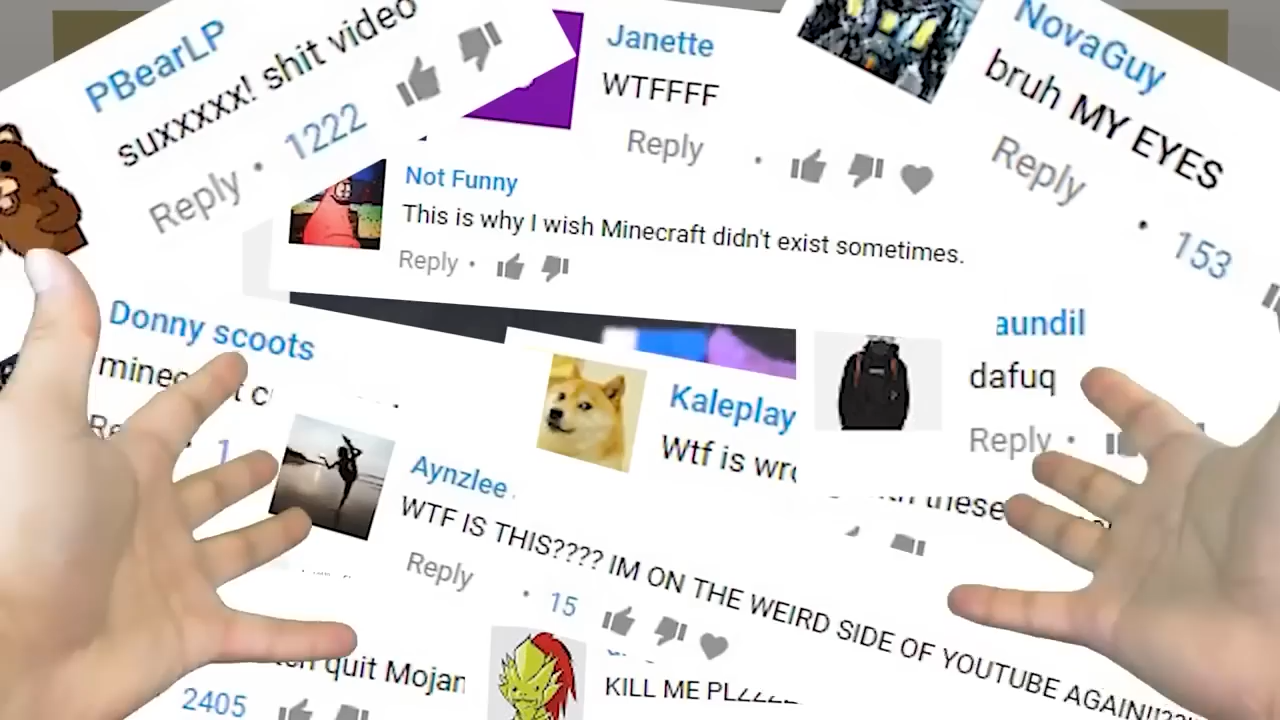 PBearLP
suxxxxx! shit video
Reply • 1222
Janette
WTFFFF
Reply •
NovaGuy
bruh MY EYES
Reply • 153
Not Funny
This is why I wish Minecraft didn't exist sometimes.
Reply •
Donny scoots
1
aundil
dafuq
Reply •
Kaleplay
Wtf is
these
Aynzlee
WTF IS THIS???? IM ON THE WEIRD SIDE OF YOUTUBE AGAIN!!??
Reply • 15
quit Mojan
2405
KILL ME